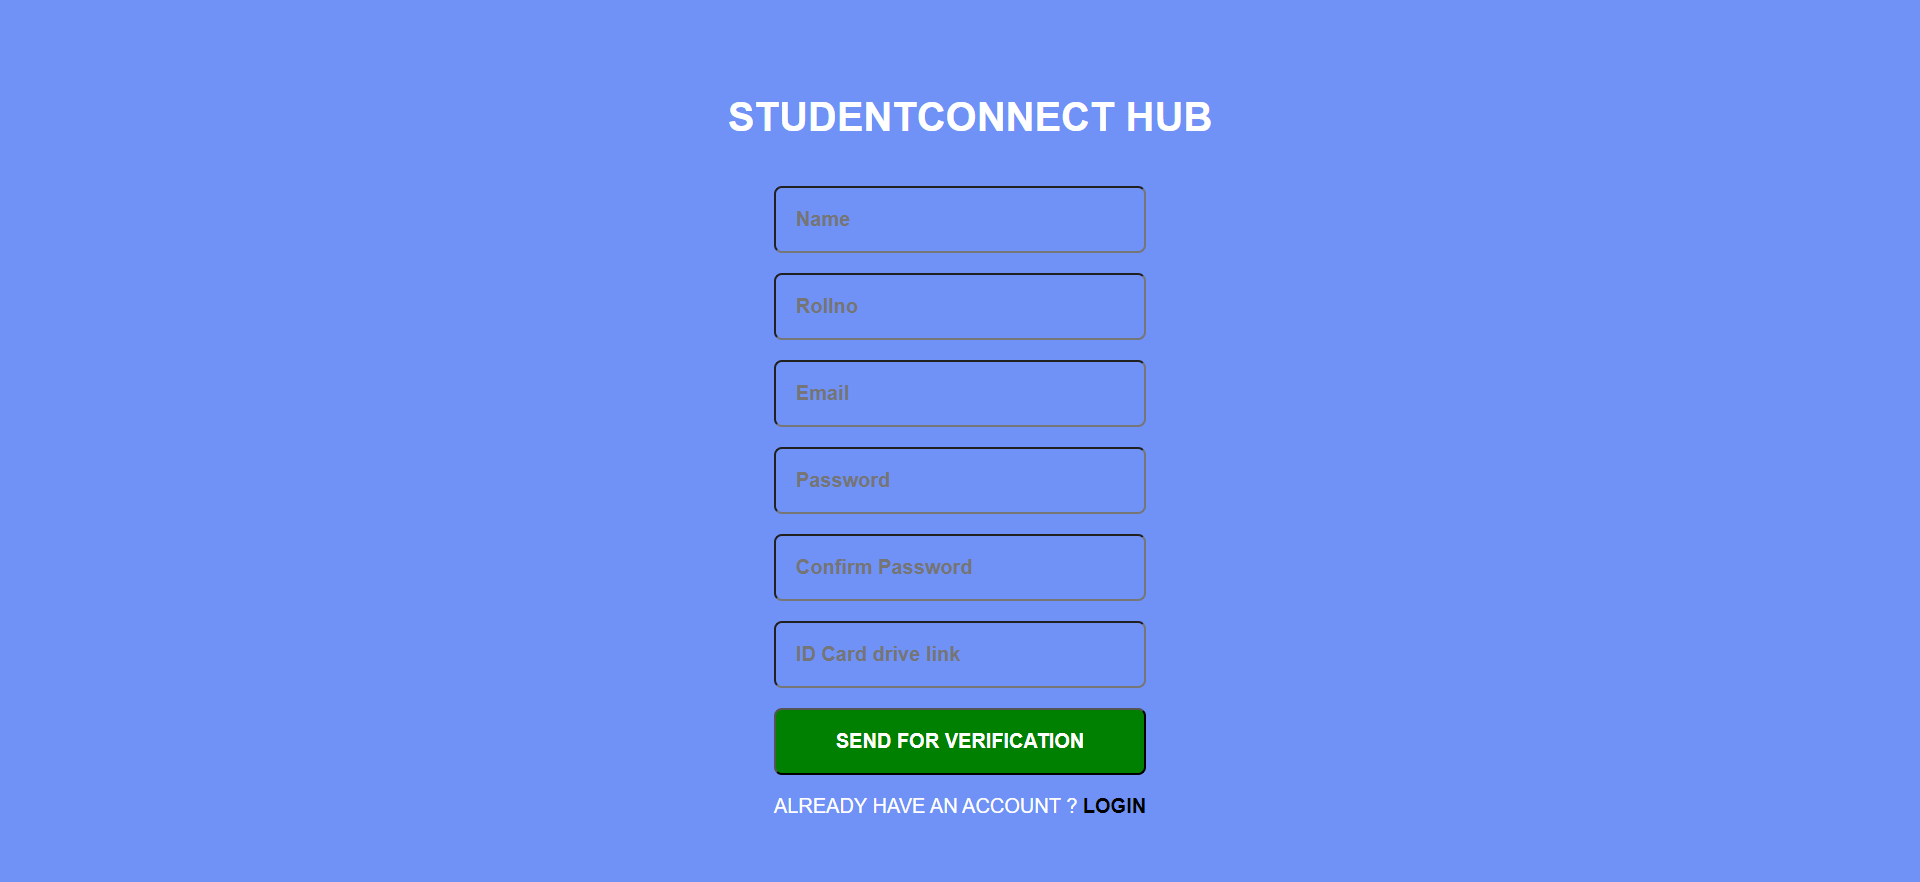 STUDENTCONNECT HUB
Name
Rollno
Email
Password
Confirm Password
ID Card drive link
SEND FOR VERIFICATION
ALREADY HAVE AN ACCOUNT ? LOGIN